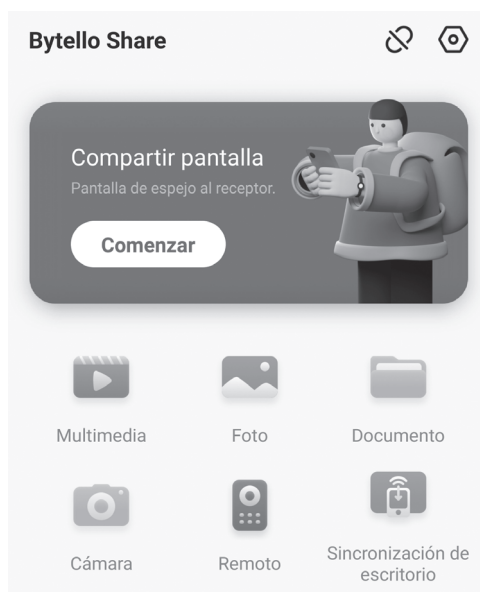 Bytello Share
Compartir pantalla
Pantalla de espejo al receptor.
Comenzar
Multimedia
Foto
Documento
Cámara
Remoto
Sincronización de
escritorio